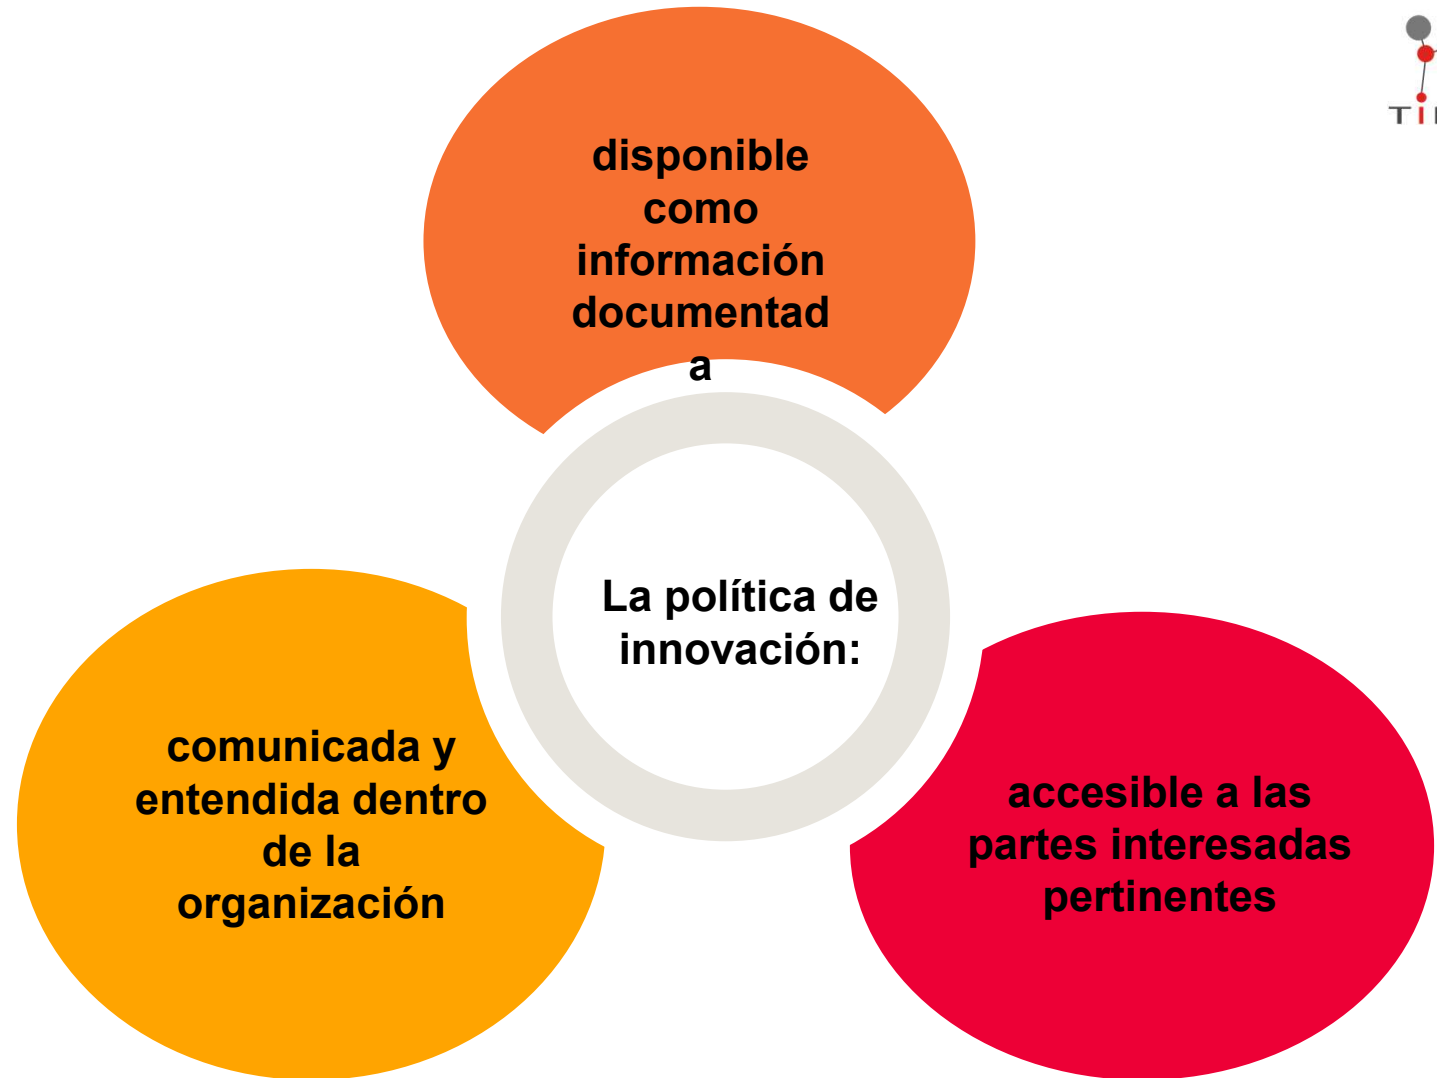 disponible
como
información
documentad
a
La política de
innovación:
comunicada y
entendida dentro
de la
organización
accesible a las
partes interesadas
pertinentes